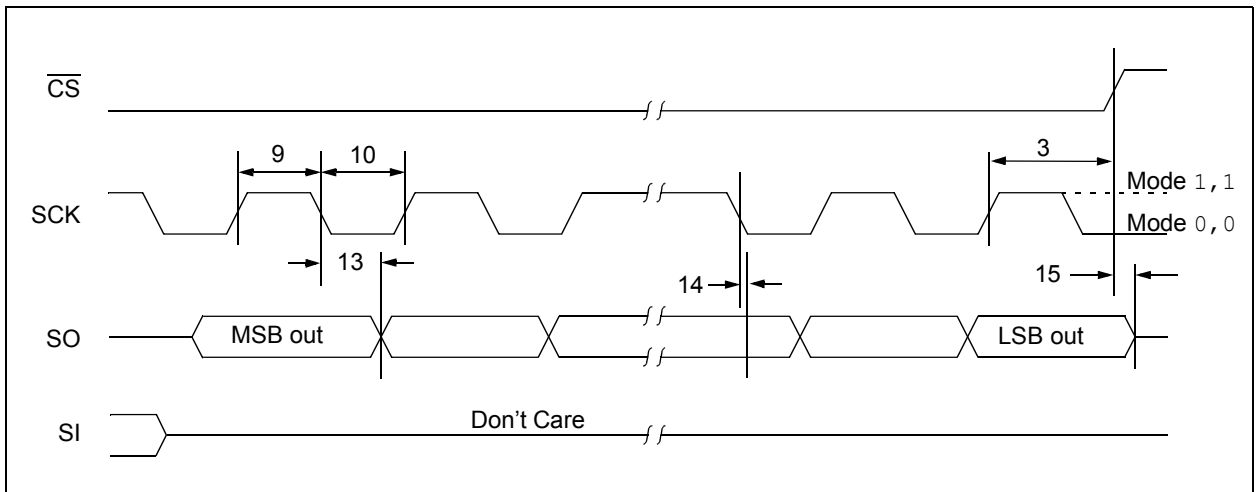 CS
9
10
3
Mode 1,1
SCK
Mode 0,0
13
14
15
SO
MSB out
LSB out
Don't Care
SI